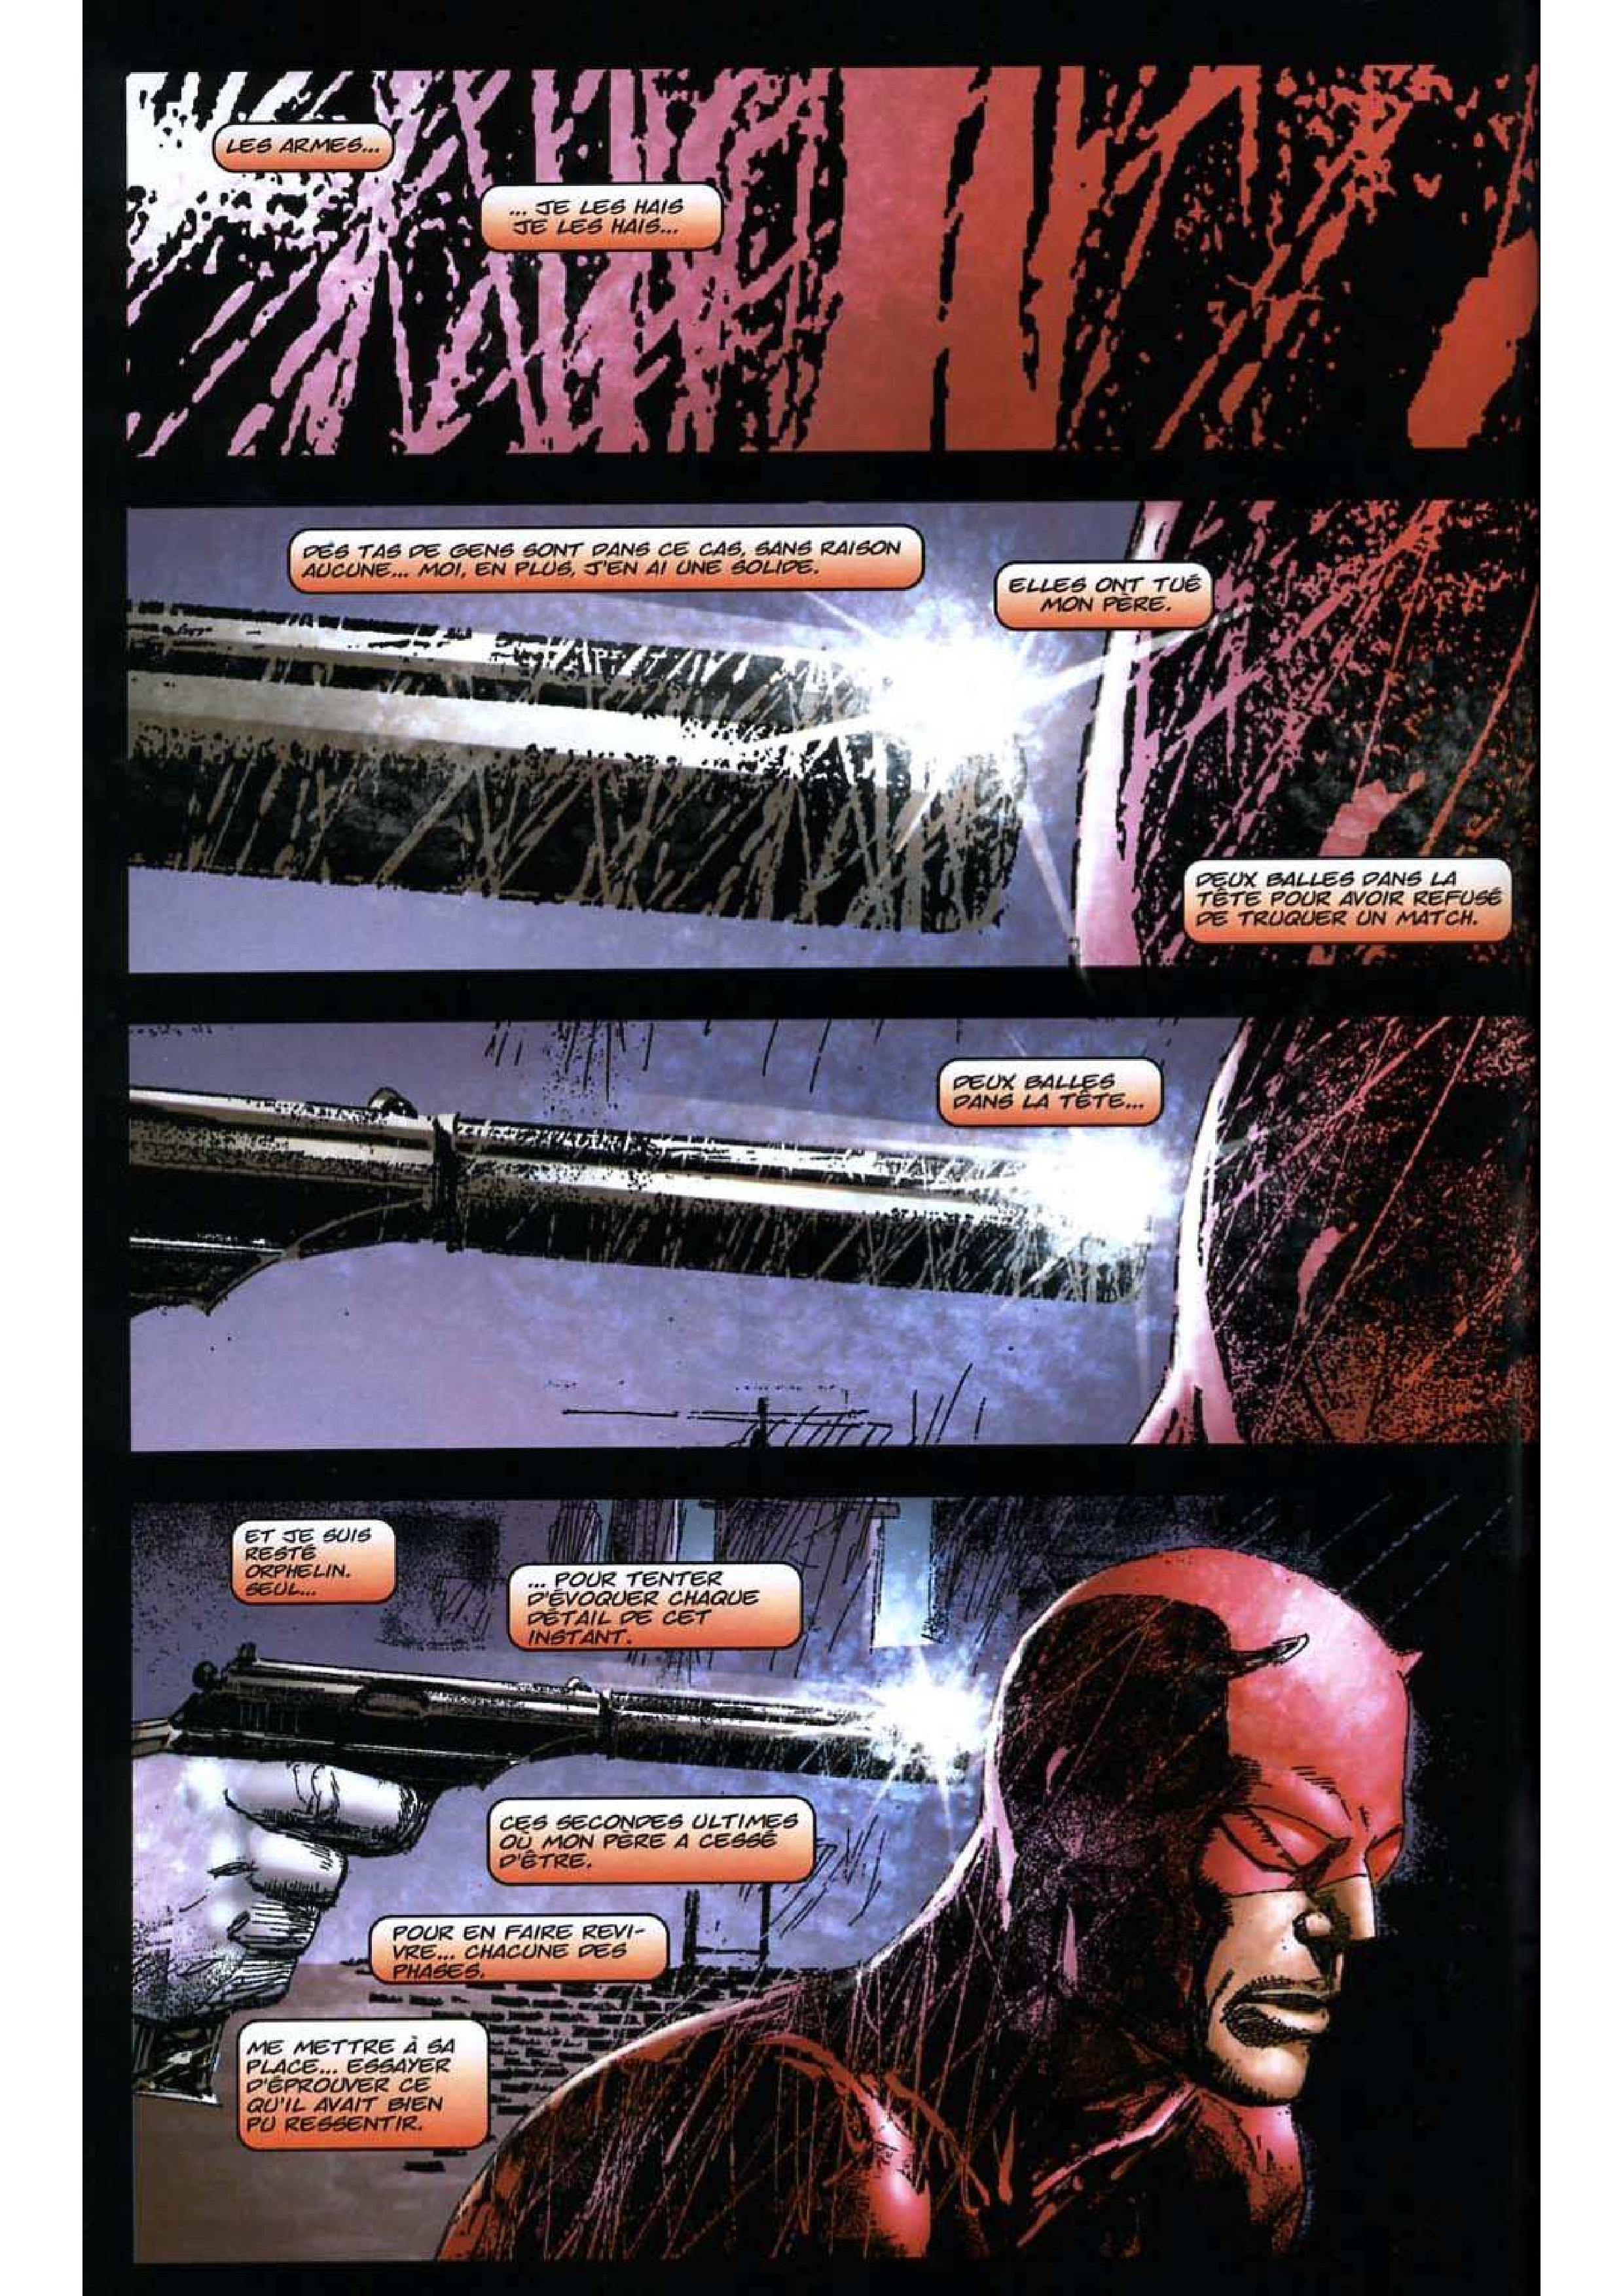 LES ARMES...
... JE LES HAIS
JE LES HAIS...
DES TAS DE GENS SONT DANS CE CAS, SANS RAISON
AUCUNE... MOI, EN PLUS, J'EN AI UNE SOLIDE.
ELLES ONT TUÉ
MON PÈRE.
DEUX BALLES DANS LA
TÊTE POUR AVOIR REFUSÉ
DE TRUQUER UN MATCH.
DEUX BALLES
DANS LA TÊTE...
ET JE SUIS
RESTÉ
ORPHELIN.
SEUL...
... POUR TENTER
D'ÉVOQUER CHAQUE
DÉTAIL DE CET
INSTANT.
CES SECONDES ULTIMES
OÙ MON PÈRE A CESSÉ
D'ÊTRE.
POUR EN FAIRE REVI-
VRE... CHACUNE DES
PHASES.
ME METTRE À SA
PLACE... ESSAYER
D'ÉPROUVER CE
QU'IL AVAIT BIEN
PU RESSENTIR.